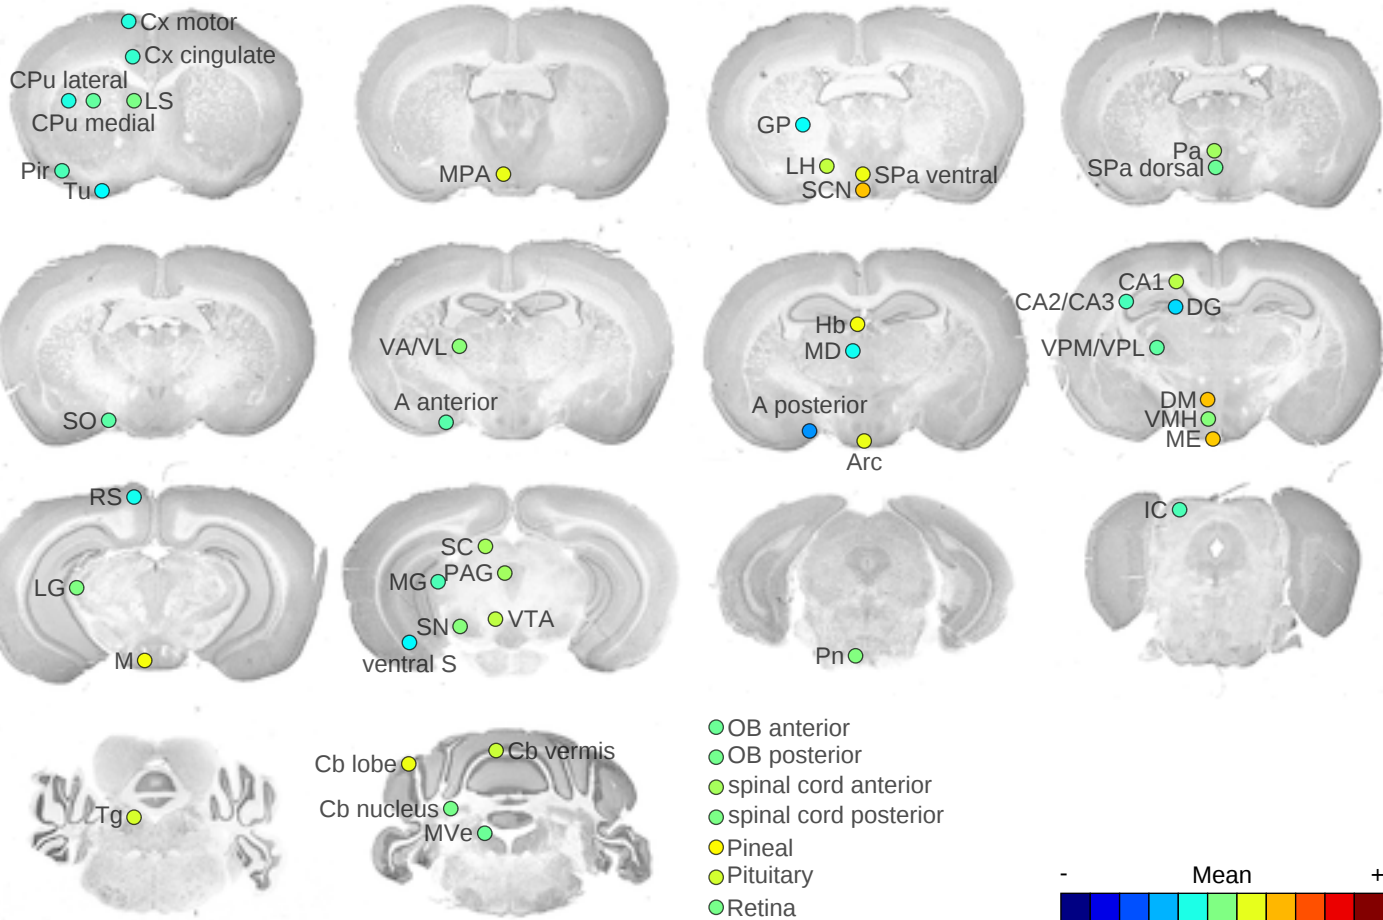 Cx motor
Cx cingulate
CPu lateral
LS
CPu medial
Pir
Tu
MPA
GP
LH
SPa ventral
SCN
Pa
SPa dorsal
SO
VA/VL
A anterior
Hb
MD
A posterior
Arc
CA1
CA2/CA3
DG
VPM/VPL
DM
VMH
ME
RS
LG
M
SC
PAG
MG
VTA
SN
ventral S
Pn
IC
Tg
Cb vermis
Cb lobe
Cb nucleus
MVe
OB anterior
OB posterior
spinal cord anterior
spinal cord posterior
Pineal
Pituitary
Retina
- Mean +